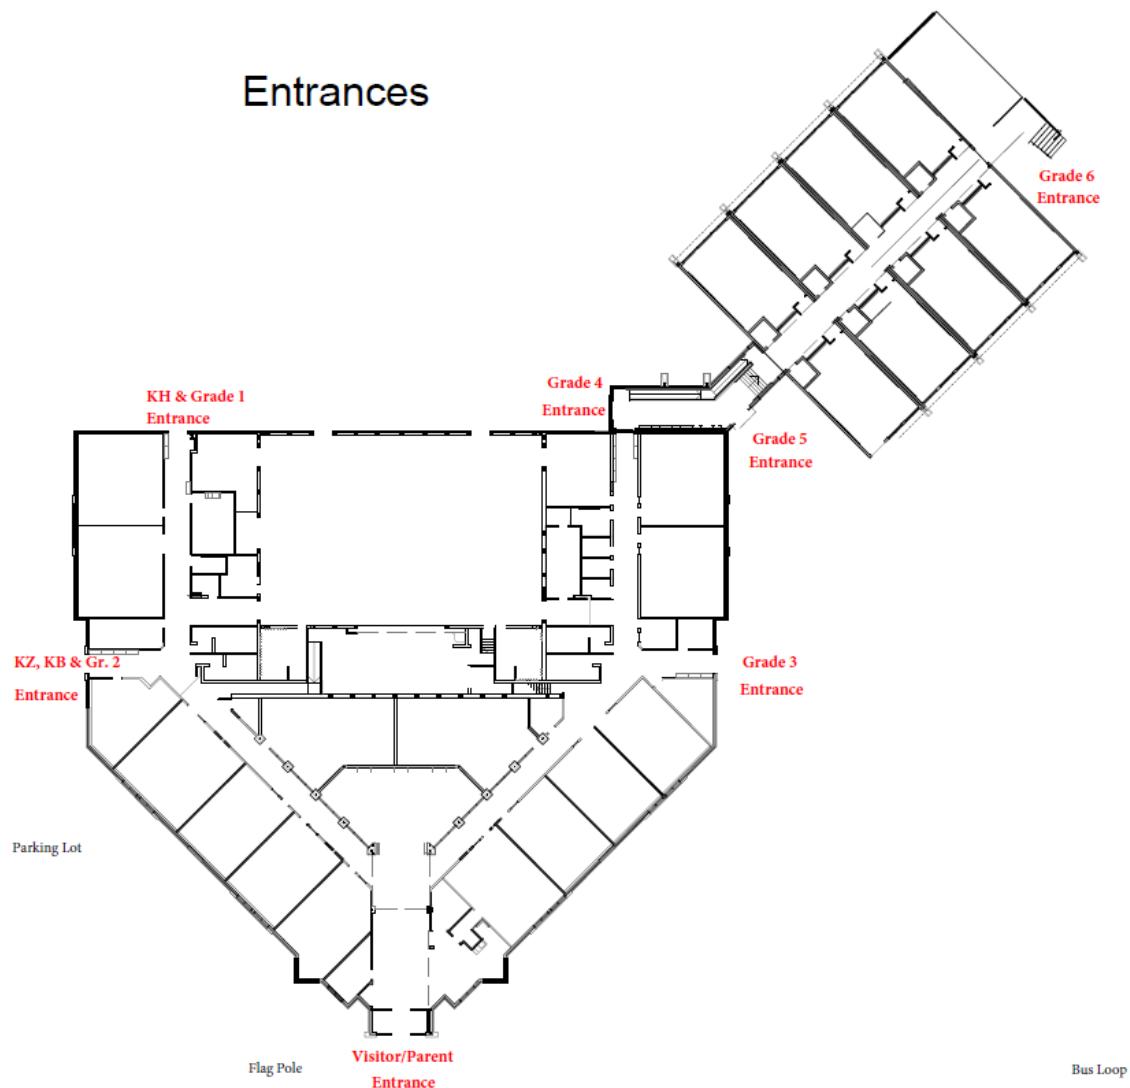 Entrances
Grade 6
Entrance
KH & Grade 1
Entrance
Grade 4
Entrance
Grade 5
Entrance
KZ, KB & Gr. 2
Entrance
Grade 3
Entrance
Parking Lot
Flag Pole
Visitor/Parent
Entrance
Bus Loop